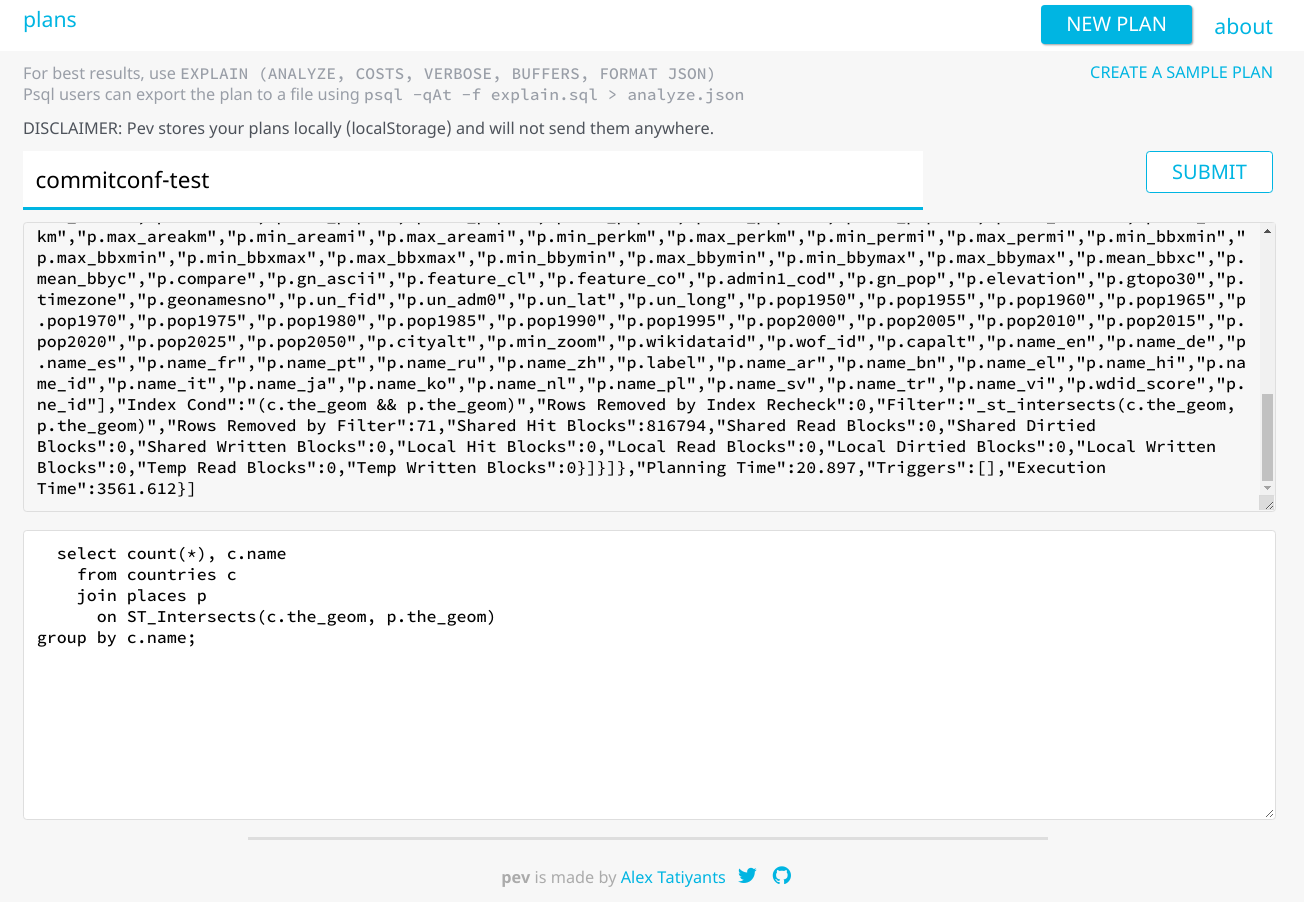 plans
NEW PLAN
about
For best results, use EXPLAIN (ANALYZE, COSTS, VERBOSE, BUFFERS, FORMAT JSON)
CREATE A SAMPLE PLAN
Psql users can export the plan to a file using psql -qAt -f explain.sql > analyze.json
DISCLAIMER: Pev stores your plans locally (localStorage) and will not send them anywhere.
commitconf-test
SUBMIT
km","p.max_areakm","p.min_areami","p.max_areami","p.min_perkm","p.max_perkm","p.min_permi","p.max_permi","p.min_bbxmin","
p.max_bbxmin","p.min_bbxmax","p.max_bbxmax","p.min_bbymin","p.max_bbymin","p.min_bbymax","p.max_bbymax","p.mean_bbxc","p.
mean_bbyc","p.compare","p.gn_ascii","p.feature_cl","p.feature_co","p.admin1_cod","p.gn_pop","p.elevation","p.gtopo30","p.
timezone","p.geonamesno","p.un_fid","p.un_adm0","p.un_lat","p.un_long","p.pop1950","p.pop1955","p.pop1960","p.pop1965","p
.pop1970","p.pop1975","p.pop1980","p.pop1985","p.pop1990","p.pop1995","p.pop2000","p.pop2005","p.pop2010","p.pop2015","p.
pop2020","p.pop2025","p.pop2050","p.cityalt","p.min_zoom","p.wikidataid","p.wof_id","p.capalt","p.name_en","p.name_de","p
.name_es","p.name_fr","p.name_pt","p.name_ru","p.name_zh","p.label","p.name_ar","p.name_bn","p.name_el","p.name_hi","p.na
me_id","p.name_it","p.name_ja","p.name_ko","p.name_nl","p.name_pl","p.name_sv","p.name_tr","p.name_vi","p.wdid_score","p.
ne_id"],"Index Cond":"(c.the_geom && p.the_geom)","Rows Removed by Index Recheck":0,"Filter":"_st_intersects(c.the_geom,
p.the_geom)","Rows Removed by Filter":71,"Shared Hit Blocks":816794,"Shared Read Blocks":0,"Shared Dirtied
Blocks":0,"Shared Written Blocks":0,"Local Hit Blocks":0,"Local Read Blocks":0,"Local Dirtied Blocks":0,"Local Written
Blocks":0,"Temp Read Blocks":0,"Temp Written Blocks":0}]}]},"Planning Time":20.897,"Triggers":[],"Execution
Time":3561.612}]
select count(*), c.name
from countries c
join places p
on ST_Intersects(c.the_geom, p.the_geom)
group by c.name;
pev is made by Alex Tatiyants